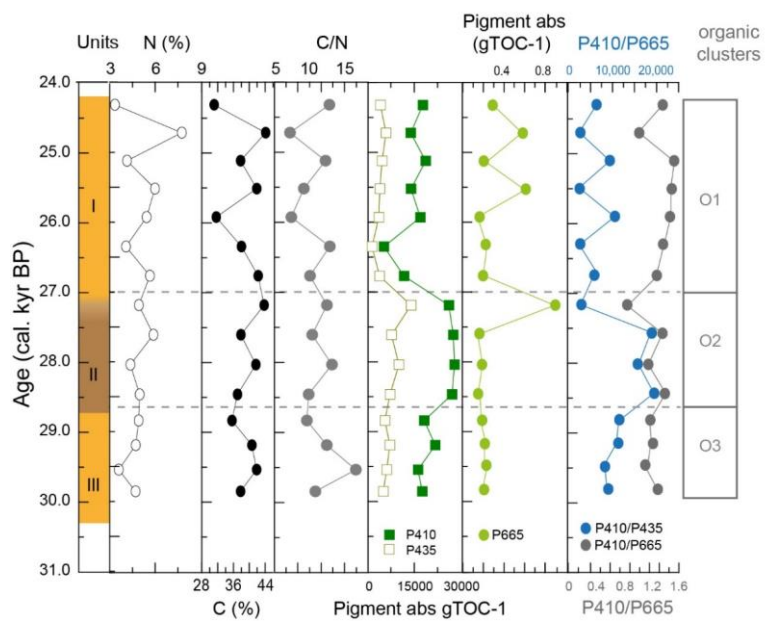 Pigment abs
(gTOC-1)
P410/P665
organic
clusters
Units
N (%)
C/N
3 6 9
5 10 15
0.4 0.8
0 10,000 20,000
24.0
25.0
26.0
27.0
28.0
29.0
30.0
31.0
Age (cal. kyr BP)
I
II
III
O1
O2
O3
P410
P435
P665
P410/P435
P410/P665
28 36 44
0 15000 30000
0 0.4 0.8 1.2 1.6
C (%)
Pigment abs gTOC-1
P410/P665